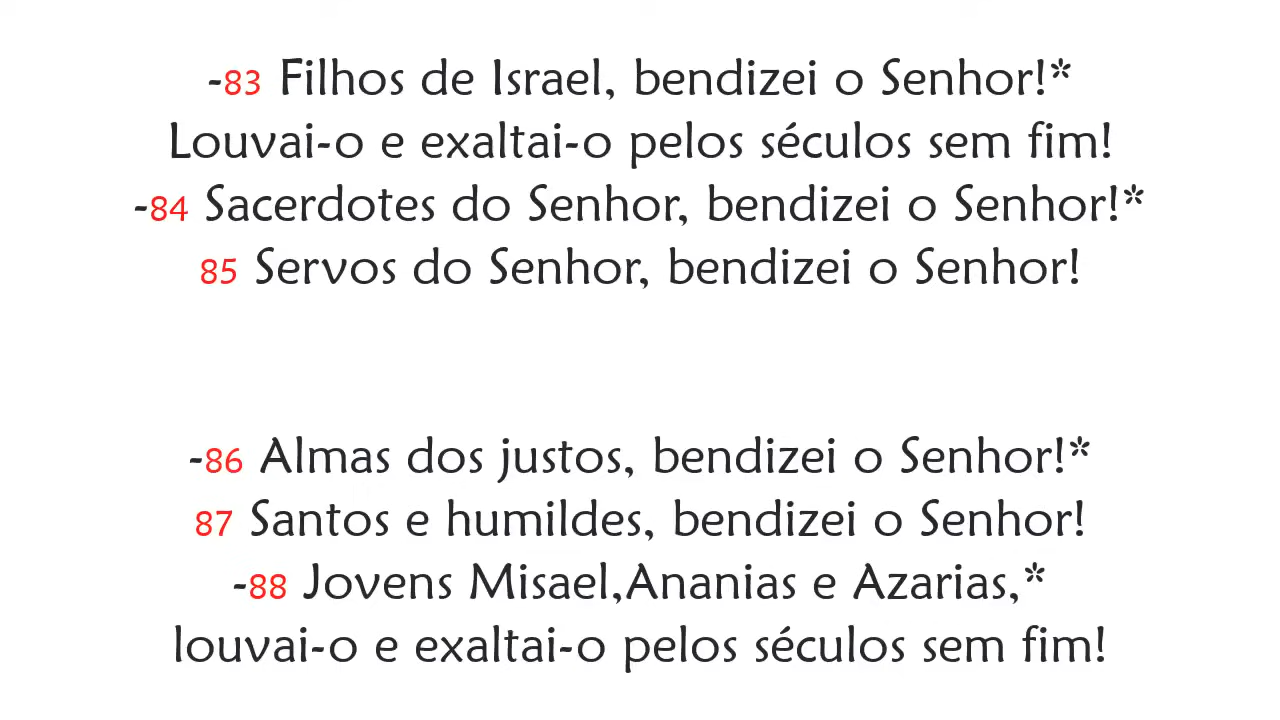 -83 Filhos de Israel, bendizei o Senhor!*
Louvai-o e exaltai-o pelos séculos sem fim!
-84 Sacerdotes do Senhor, bendizei o Senhor!*
85 Servos do Senhor, bendizei o Senhor!
-86 Almas dos justos, bendizei o Senhor!*
87 Santos e humildes, bendizei o Senhor!
-88 Jovens Misael,Ananias e Azarias,*
louvai-o e exaltai-o pelos séculos sem fim!